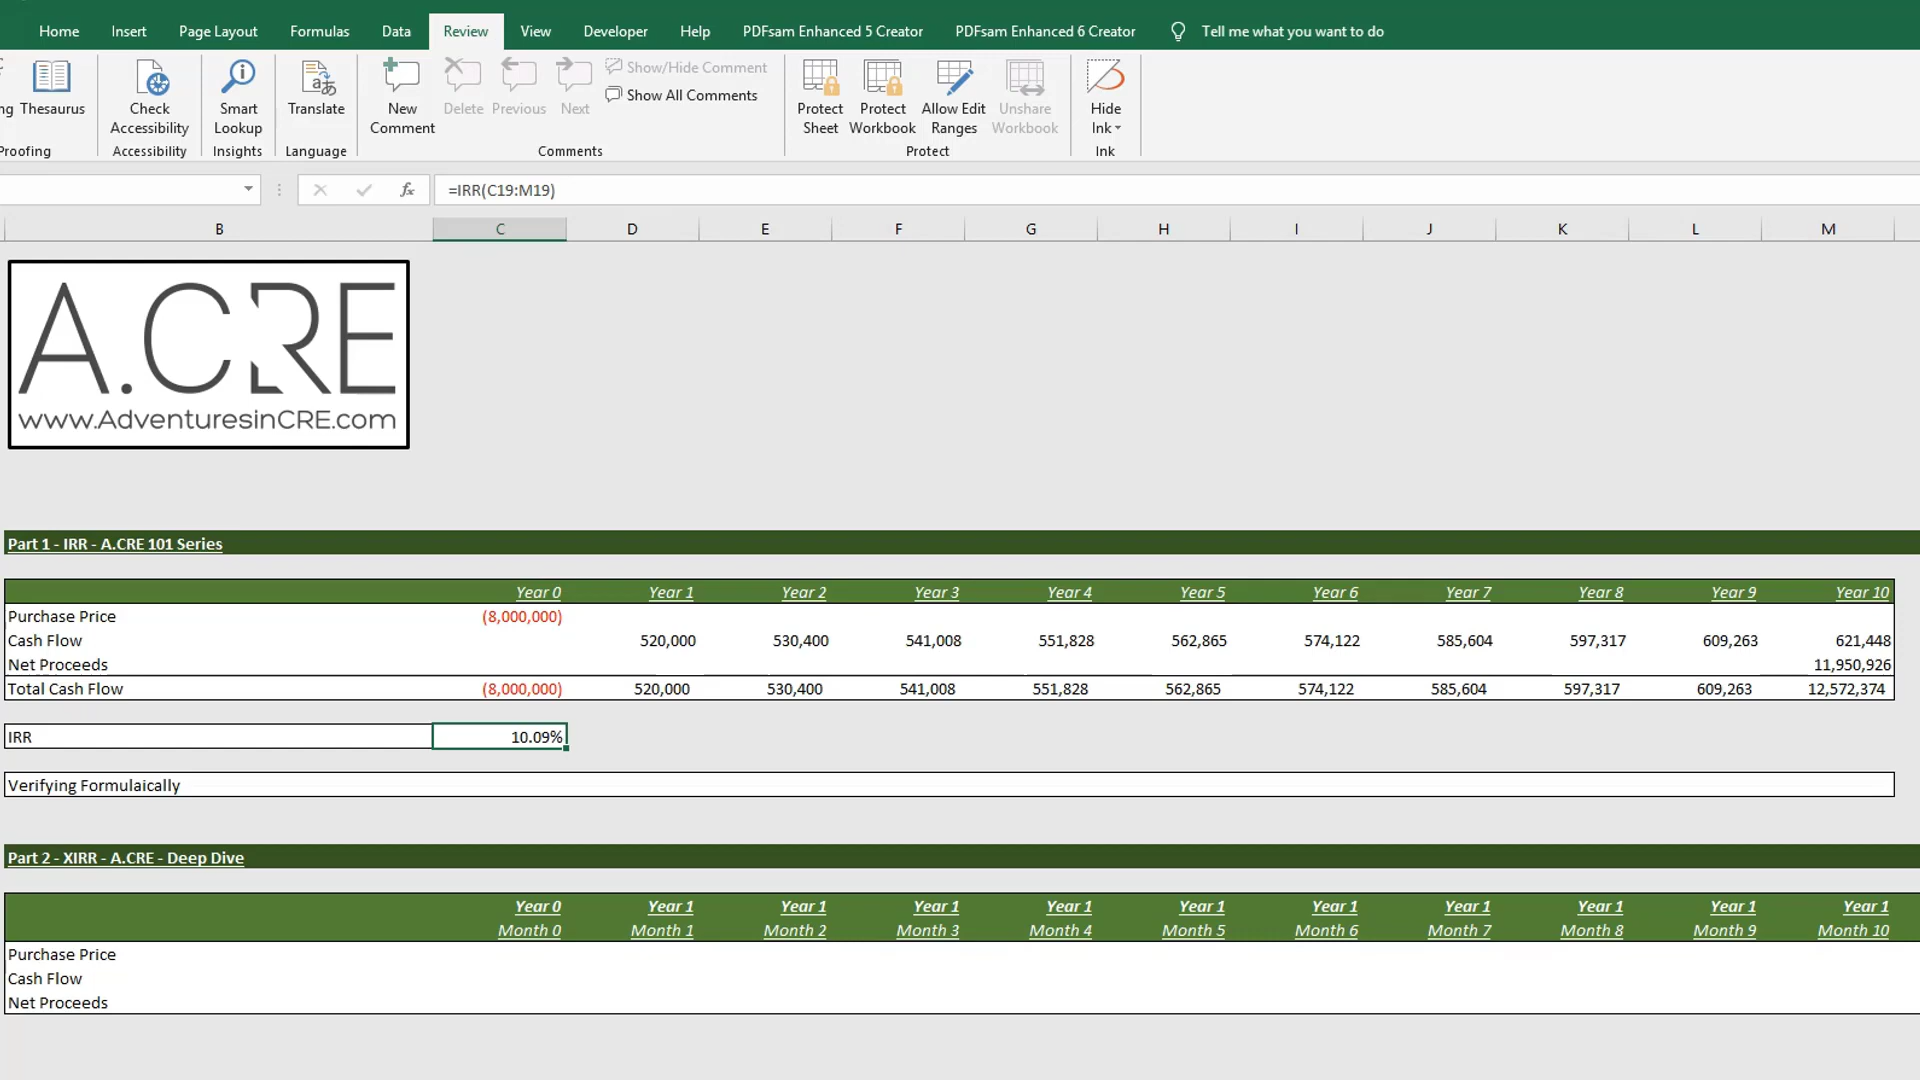 Home Insert Page Layout Formulas Data Review View Developer Help PDFsam Enhanced 5 Creator PDFsam Enhanced 6 Creator Tell me what you want to do
ng Thesaurus
Check Accessibility
Smart Lookup
Translate
New Comment
Delete Previous Next
Show/Hide Comment
Show All Comments
Protect Sheet
Protect Workbook
Allow Edit Ranges
Unshare Workbook
Hide Ink
Proofing Accessibility Insights Language Comments Protect Ink
fx =IRR(C19:M19)
B C D E F G H I J K L M
A.CRE
www.AdventuresinCRE.com
Part 1 - IRR - A.CRE 101 Series
Year 0 Year 1 Year 2 Year 3 Year 4 Year 5 Year 6 Year 7 Year 8 Year 9 Year 10
Purchase Price (8,000,000)
Cash Flow 520,000 530,400 541,008 551,828 562,865 574,122 585,604 597,317 609,263 621,448
Net Proceeds 11,950,926
Total Cash Flow (8,000,000) 520,000 530,400 541,008 551,828 562,865 574,122 585,604 597,317 609,263 12,572,374
IRR 10.09%
Verifying Formulaically
Part 2 - XIRR - A.CRE - Deep Dive
Year 0 Year 1 Year 1 Year 1 Year 1 Year 1 Year 1 Year 1 Year 1 Year 1 Year 1
Month 0 Month 1 Month 2 Month 3 Month 4 Month 5 Month 6 Month 7 Month 8 Month 9 Month 10
Purchase Price
Cash Flow
Net Proceeds